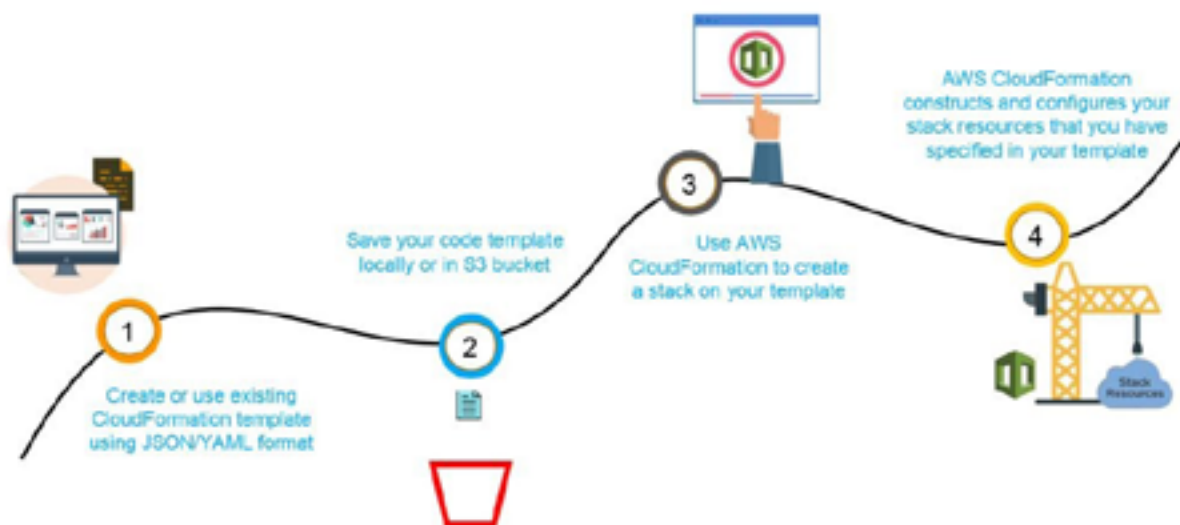 1
Create or use existing
CloudFormation template
using JSON/YAML format
Save your code template
locally or in S3 bucket
2
3
Use AWS
CloudFormation to create
a stack on your template
AWS CloudFormation
constructs and configures your
stack resources that you have
specified in your template
4
Stack
Resources